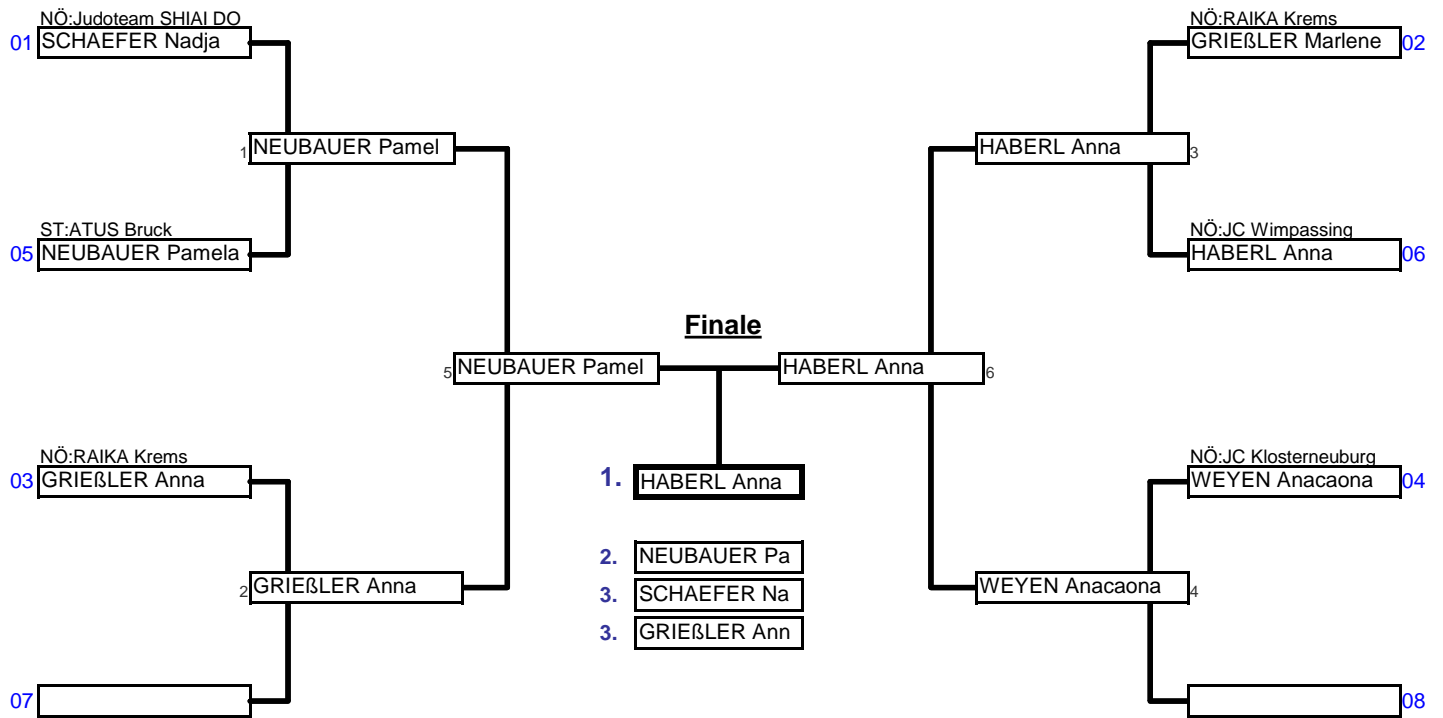 NÖ:Judoteam SHIAI DO
01 SCHAEFER Nadja
1 NEUBAUER Pamel
ST:ATUS Bruck
05 NEUBAUER Pamela
5 NEUBAUER Pamel
NÖ:RAIKA Krems
03 GRIEßLER Anna
2 GRIEßLER Anna
07
Finale
1. HABERL Anna
2. NEUBAUER Pa
3. SCHAEFER Na
3. GRIEßLER Ann
NÖ:RAIKA Krems
GRIEßLER Marlene 02
HABERL Anna 3
NÖ:JC Wimpassing
HABERL Anna 06
HABERL Anna 6
NÖ:JC Klosterneuburg
WEYEN Anacaona 04
WEYEN Anacaona 4
08